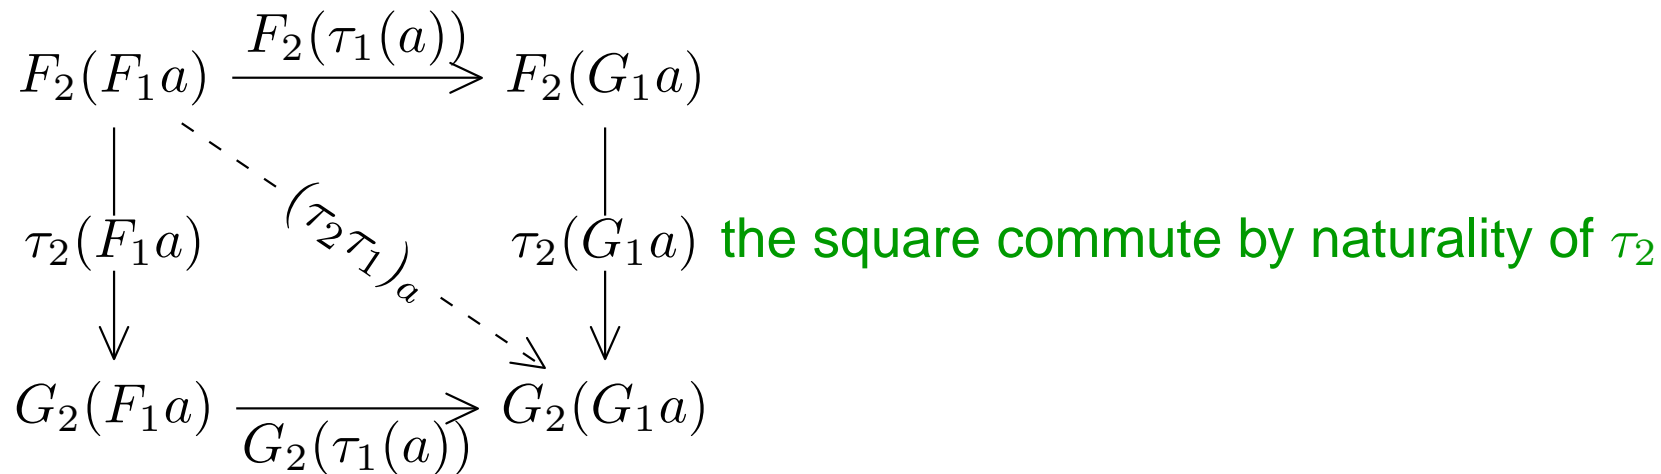 F₂(τ₁(a))
F₂(F₁a) F₂(G₁a)
(τ₂τ₁)ₐ
τ₂(F₁a) τ₂(G₁a) the square commute by naturality of τ₂
G₂(F₁a) G₂(G₁a)
G₂(τ₁(a))